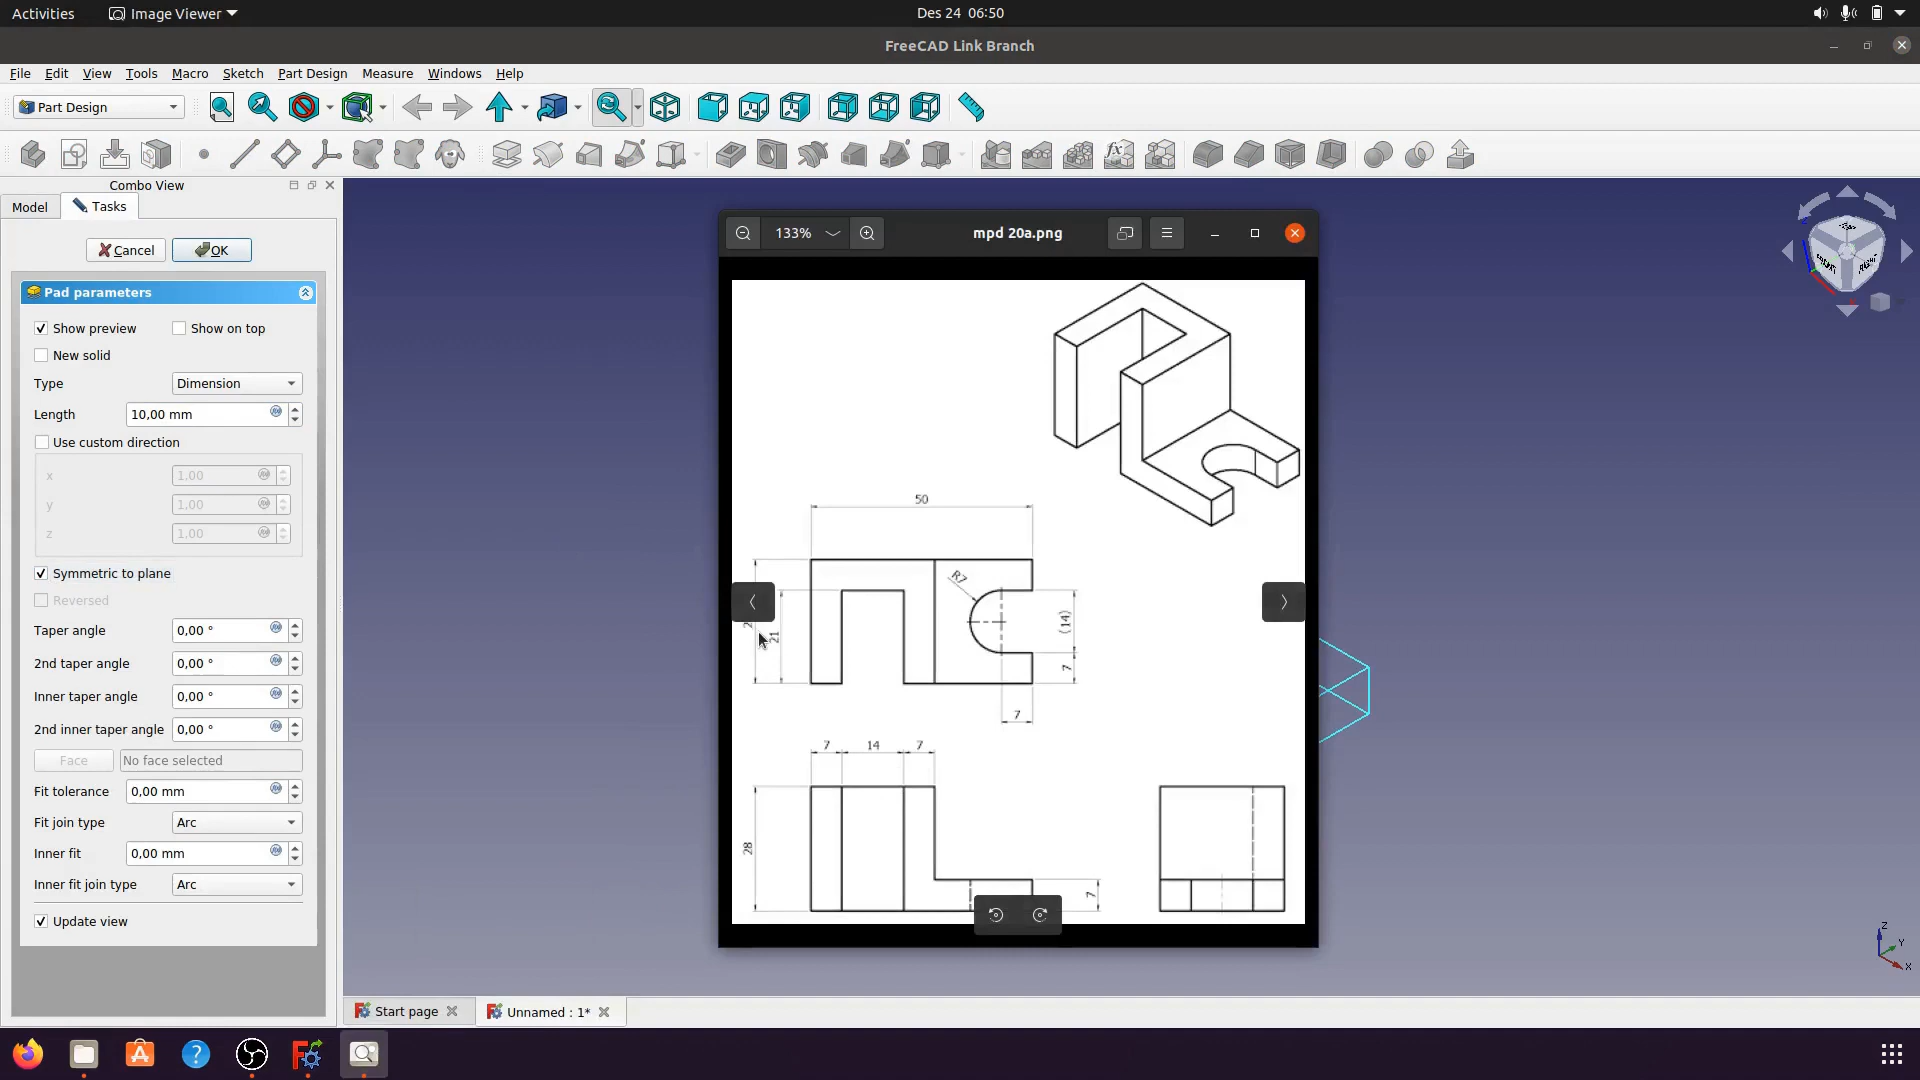 Activities
Image Viewer
Des 24 06:50
FreeCAD Link Branch
File Edit View Tools Macro Sketch Part Design Measure Windows Help
Part Design
Combo View
Model
Tasks
Cancel
OK
Pad parameters
Show preview
Show on top
New solid
Type
Dimension
Length
10,00 mm
Use custom direction
x
1,00
y
1,00
z
1,00
Symmetric to plane
Reversed
Taper angle
0,00 °
2nd taper angle
0,00 °
Inner taper angle
0,00 °
2nd inner taper angle
0,00 °
Face
No face selected
Fit tolerance
0,00 mm
Fit join type
Arc
Inner fit
0,00 mm
Inner fit join type
Arc
Update view
133%
mpd 20a.png
50
R7
21
(14)
7
7
7 14 7
28
7
Z
Y
X
Start page
Unnamed : 1*